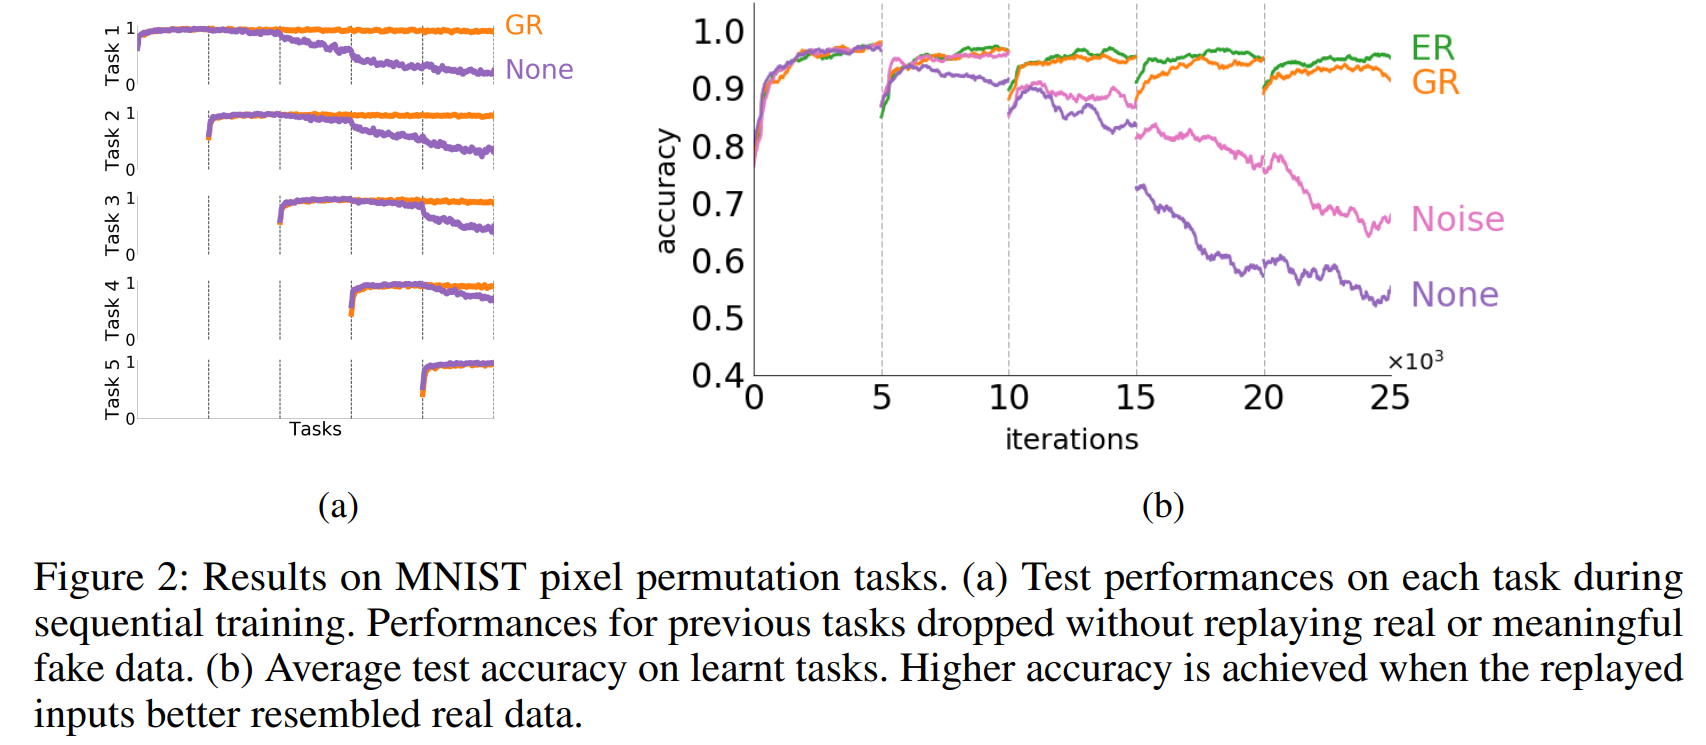 Task 1
1
0
GR
None
Task 2
1
0
Task 3
1
0
Task 4
1
0
Task 5
1
0
Tasks
(a)
accuracy
1.0
0.9
0.8
0.7
0.6
0.5
0.4
ER
GR
Noise
None
×10³
0 5 10 15 20 25
iterations
(b)
Figure 2: Results on MNIST pixel permutation tasks. (a) Test performances on each task during
sequential training. Performances for previous tasks dropped without replaying real or meaningful
fake data. (b) Average test accuracy on learnt tasks. Higher accuracy is achieved when the replayed
inputs better resembled real data.